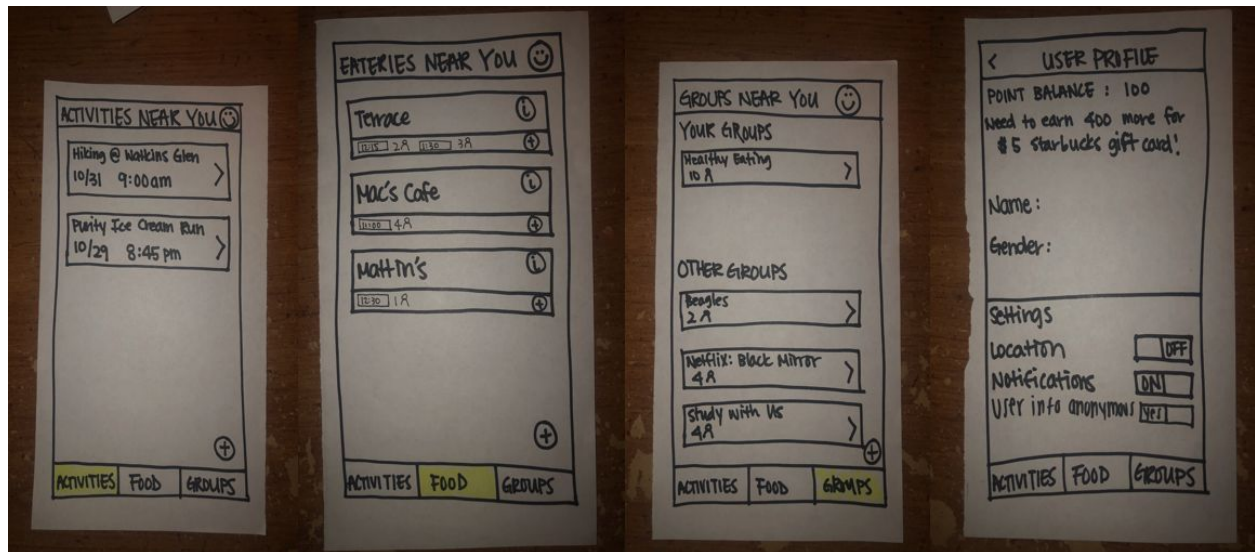 ACTIVITIES NEAR YOU
Hiking @ Watkins Glen
10/31 9:00am
>
Purity Ice Cream Run
10/29 8:45 pm
>
+
ACTIVITIES FOOD GROUPS
EATERIES NEAR YOU
Terrace i
12:15 2 1:30 3 +
Mac's Cafe i
11:00 4 +
Mattin's i
12:30 1 +
+
ACTIVITIES FOOD GROUPS
GROUPS NEAR YOU
YOUR GROUPS
Healthy Eating
10 >
OTHER GROUPS
Beagles
2 >
Netflix: Black Mirror
4 >
Study with Us
4 >
+
ACTIVITIES FOOD GROUPS
< USER PROFILE
POINT BALANCE : 100
Need to earn 400 more for
$5 Starbucks gift card!
Name :
Gender :
Settings
Location OFF
Notifications ON
User info anonymous Yes
ACTIVITIES FOOD GROUPS